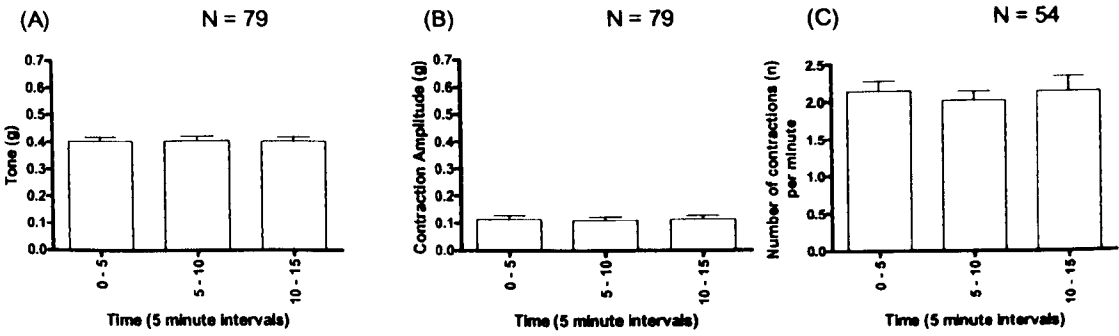 (A) N = 79
0.7
0.6
0.5
0.4
0.3
0.2
0.1
0.0
Tone (g)
0 - 5
5 - 10
10 - 15
Time (5 minute intervals)
(B) N = 79
0.7
0.6
0.5
0.4
0.3
0.2
0.1
0.0
Contraction Amplitude (g)
0 - 5
5 - 10
10 - 15
Time (5 minute intervals)
(C) N = 54
2.5
2.0
1.5
1.0
0.5
0.0
Number of contractions (n)
per minute
0 - 5
5 - 10
10 - 15
Time (5 minute intervals)